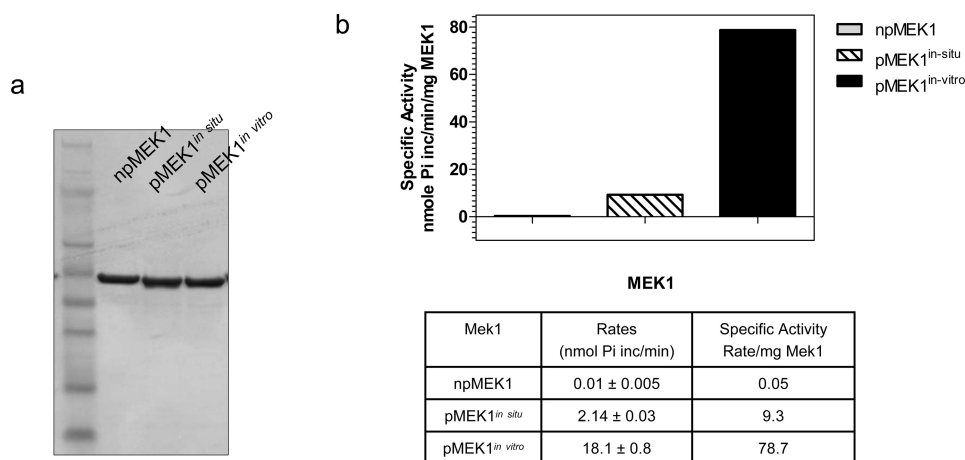 a
npMEK1
pMEK1in situ
pMEK1in vitro
b
Specific Activity
nmole Pi inc/min/mg MEK1
80
60
40
20
0
npMEK1
pMEK1in-situ
pMEK1in-vitro
MEK1
Mek1 Rates Specific Activity
(nmol Pi inc/min) Rate/mg Mek1
npMEK1 0.01 ± 0.005 0.05
pMEK1in situ 2.14 ± 0.03 9.3
pMEK1in vitro 18.1 ± 0.8 78.7